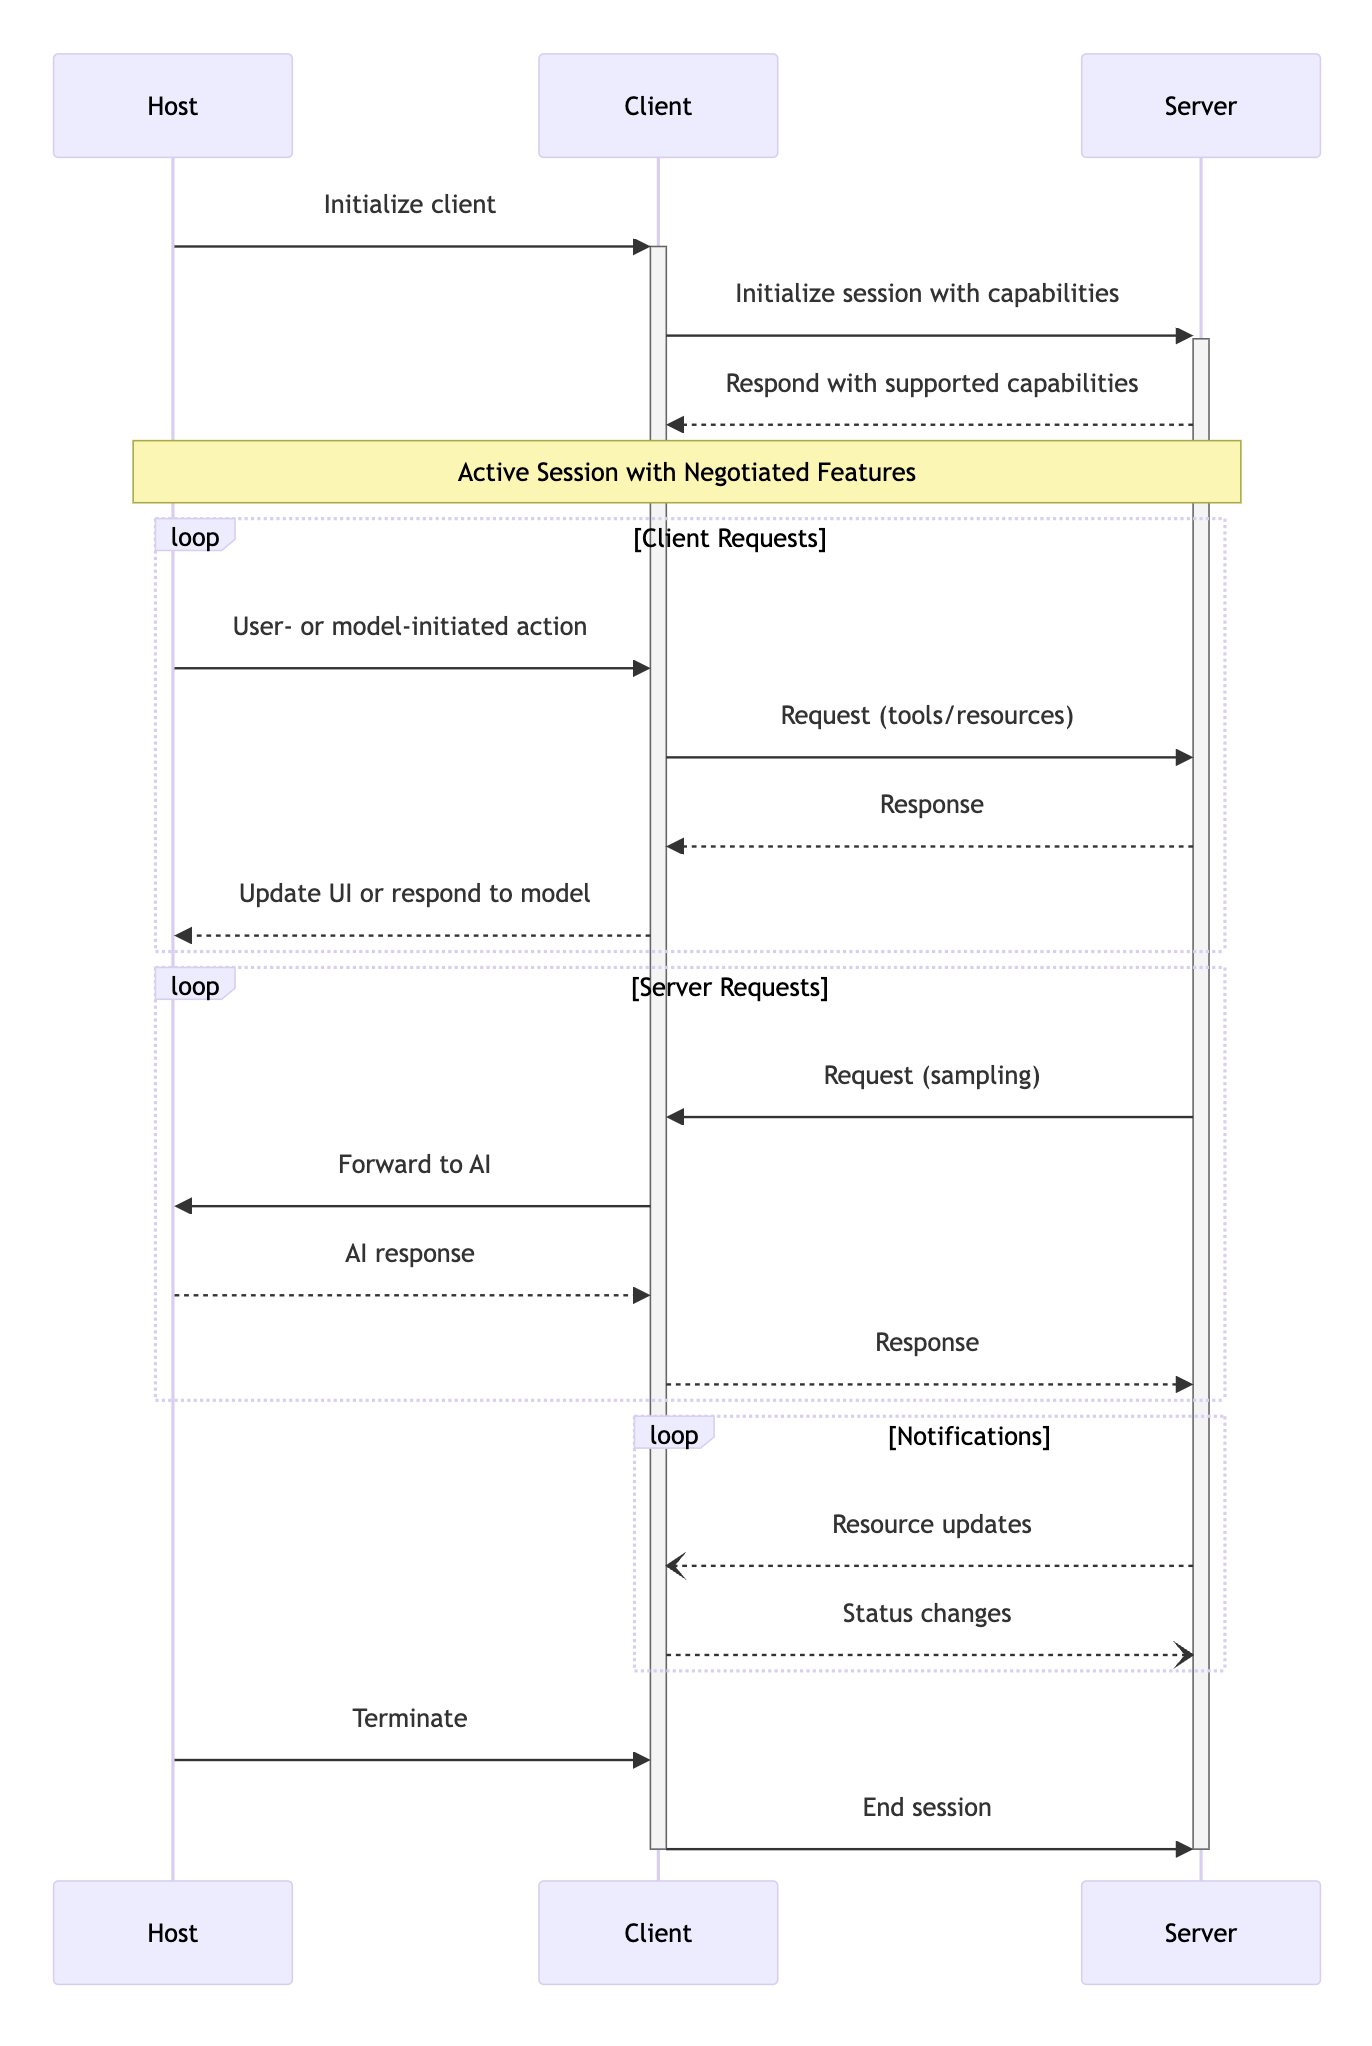 Host
Client
Server
Initialize client
Initialize session with capabilities
Respond with supported capabilities
Active Session with Negotiated Features
loop
[Client Requests]
User- or model-initiated action
Request (tools/resources)
Response
Update UI or respond to model
loop
[Server Requests]
Request (sampling)
Forward to AI
AI response
Response
loop
[Notifications]
Resource updates
Status changes
Terminate
End session
Host
Client
Server